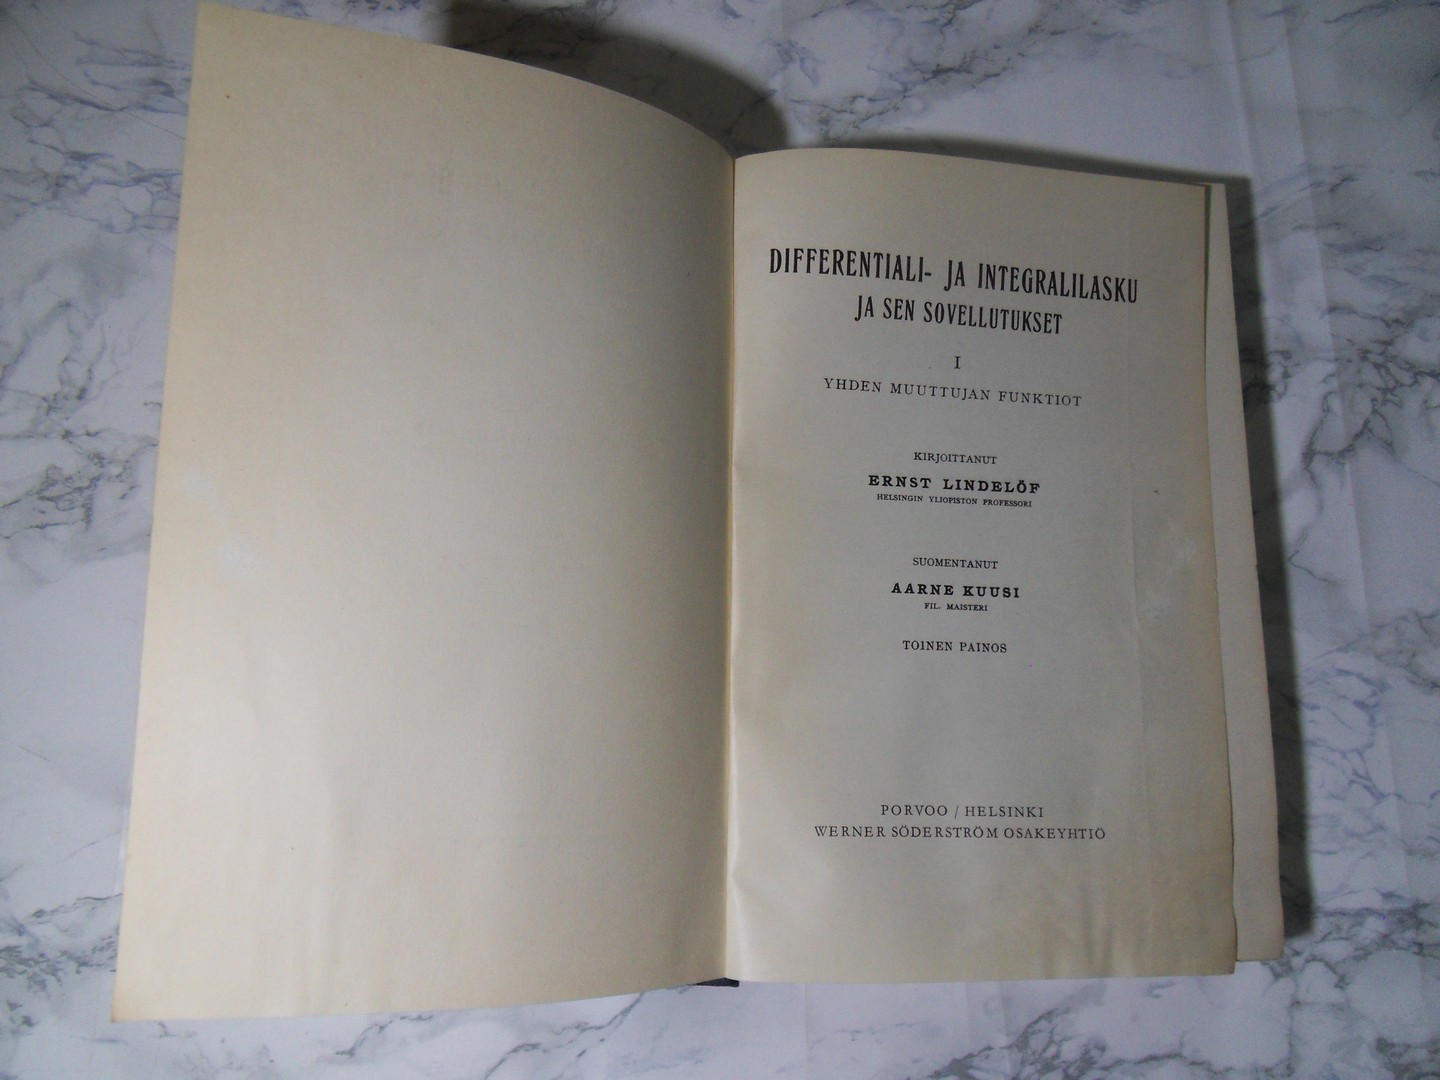 DIFFERENTIALI- JA INTEGRALILASKU
JA SEN SOVELLUTUKSET
I
YHDEN MUUTTUJAN FUNKTIOT
KIRJOITTANUT
ERNST LINDELÖF
HELSINGIN YLIOPISTON PROFESSORI
SUOMENTANUT
AARNE KUUSI
FIL. MAISTERI
TOINEN PAINOS
PORVOO / HELSINKI
WERNER SÖDERSTRÖM OSAKEYHTIÖ